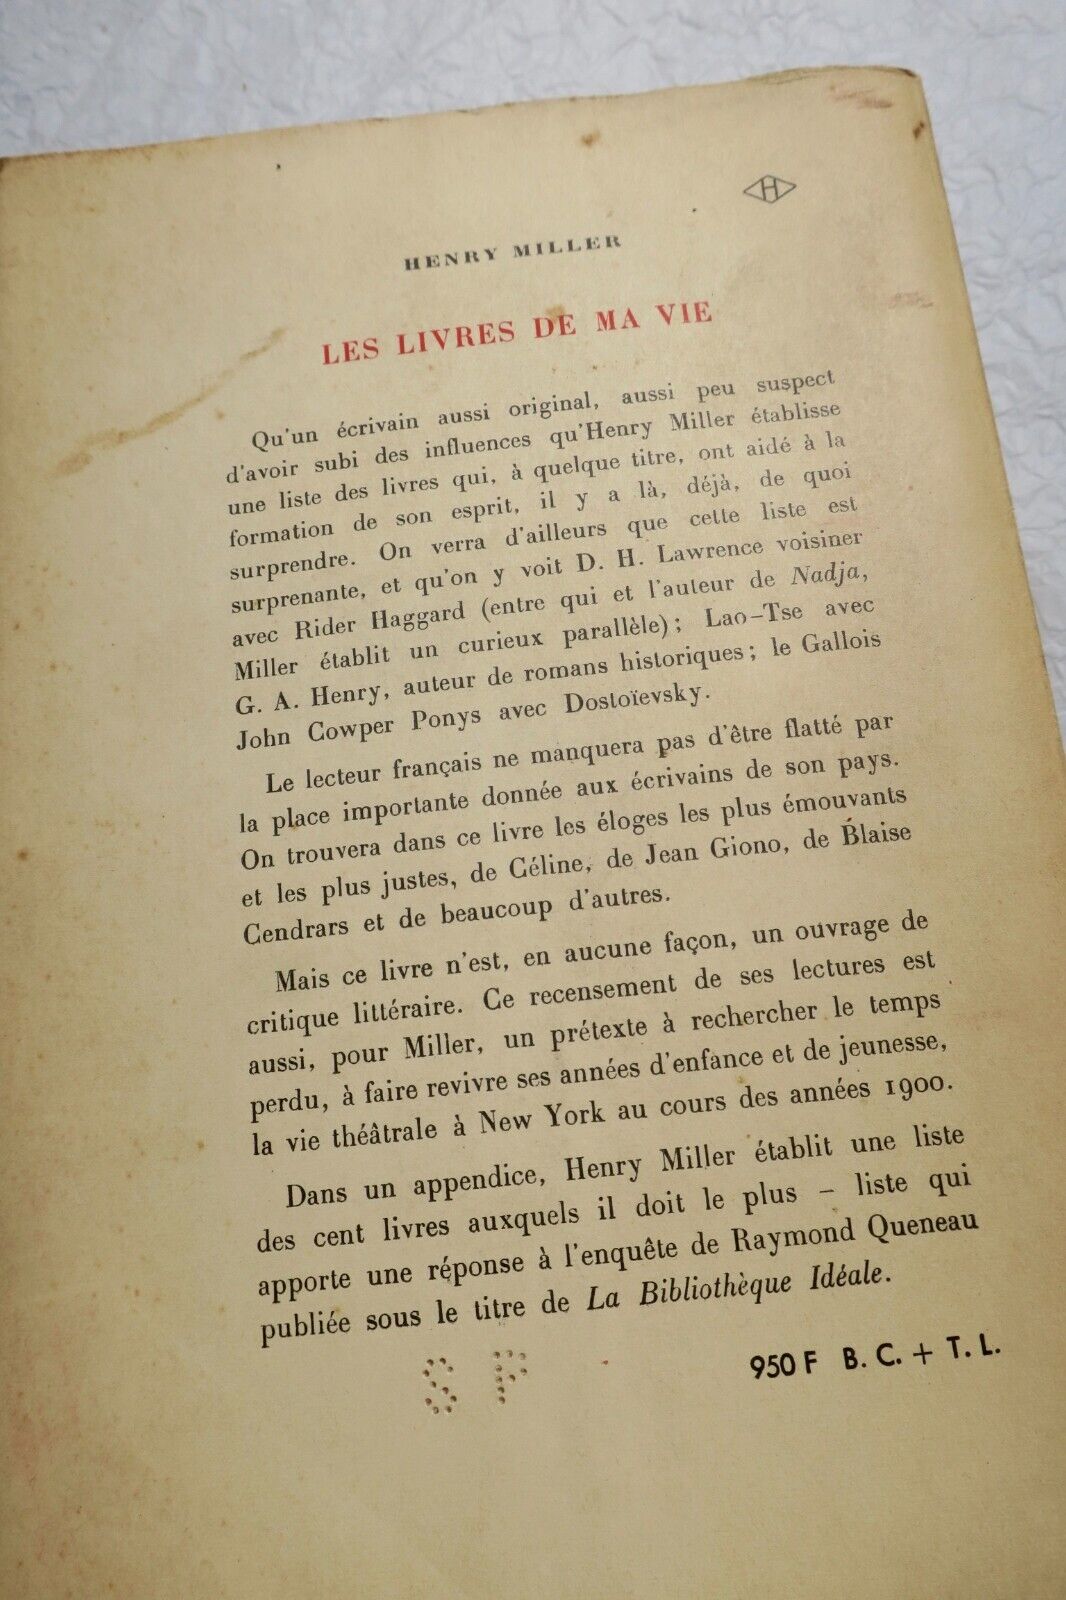 H
HENRY MILLER
LES LIVRES DE MA VIE
Qu'un écrivain aussi original, aussi peu suspect
d'avoir subi des influences qu'Henry Miller établisse
une liste des livres qui, à quelque titre, ont aidé à la
formation de son esprit, il y a là, déjà, de quoi
surprendre. On verra d'ailleurs que cette liste est
surprenante, et qu'on y voit D. H. Lawrence voisiner
avec Rider Haggard (entre qui et l'auteur de Nadja,
Miller établit un curieux parallèle) ; Lao-Tse avec
G. A. Henry, auteur de romans historiques ; le Gallois
John Cowper Ponys avec Dostoïevsky.
Le lecteur français ne manquera pas d'être flatté par
la place importante donnée aux écrivains de son pays.
On trouvera dans ce livre les éloges les plus émouvants
et les plus justes, de Céline, de Jean Giono, de Blaise
Cendrars et de beaucoup d'autres.
Mais ce livre n'est, en aucune façon, un ouvrage de
critique littéraire. Ce recensement de ses lectures est
aussi, pour Miller, un prétexte à rechercher le temps
perdu, à faire revivre ses années d'enfance et de jeunesse,
la vie théâtrale à New York au cours des années 1900.
Dans un appendice, Henry Miller établit une liste
des cent livres auxquels il doit le plus – liste qui
apporte une réponse à l'enquête de Raymond Queneau
publiée sous le titre de La Bibliothèque Idéale.
S P
950 F B. C. + T. L.